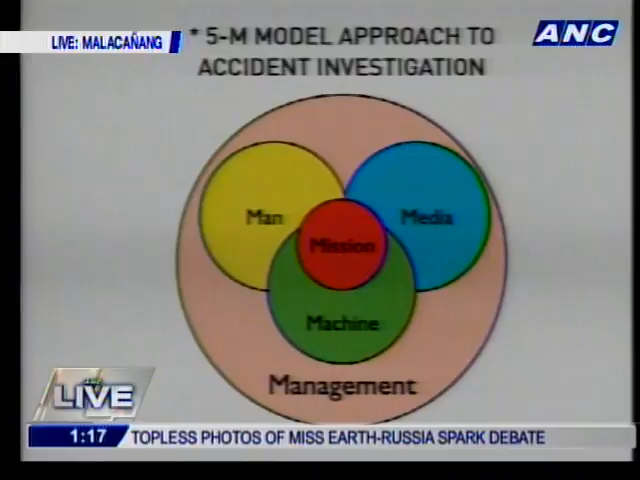 LIVE: MALACAÑANG
* 5-M MODEL APPROACH TO
ANC
ACCIDENT INVESTIGATION
Man
Media
Mission
Machine
Management
LIVE
1:17 TOPLESS PHOTOS OF MISS EARTH-RUSSIA SPARK DEBATE